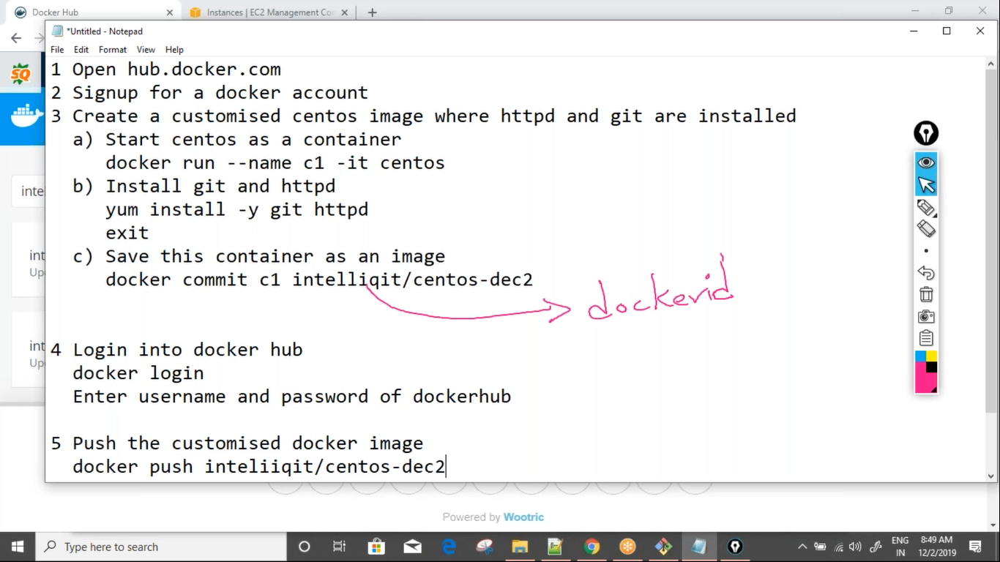 Docker Hub
Instances | EC2 Management Con
*Untitled - Notepad
File Edit Format View Help
SQ
1 Open hub.docker.com
2 Signup for a docker account
3 Create a customised centos image where httpd and git are installed
a) Start centos as a container
docker run --name c1 -it centos
b) Install git and httpd
inte
yum install -y git httpd
exit
c) Save this container as an image
int
Up
docker commit c1 intelliqit/centos-dec2
dockerid
4 Login into docker hub
int
Up
docker login
Enter username and password of dockerhub
5 Push the customised docker image
docker push inteliiqit/centos-dec2
Powered by Wootric
Type here to search
ENG
IN
8:49 AM
12/2/2019